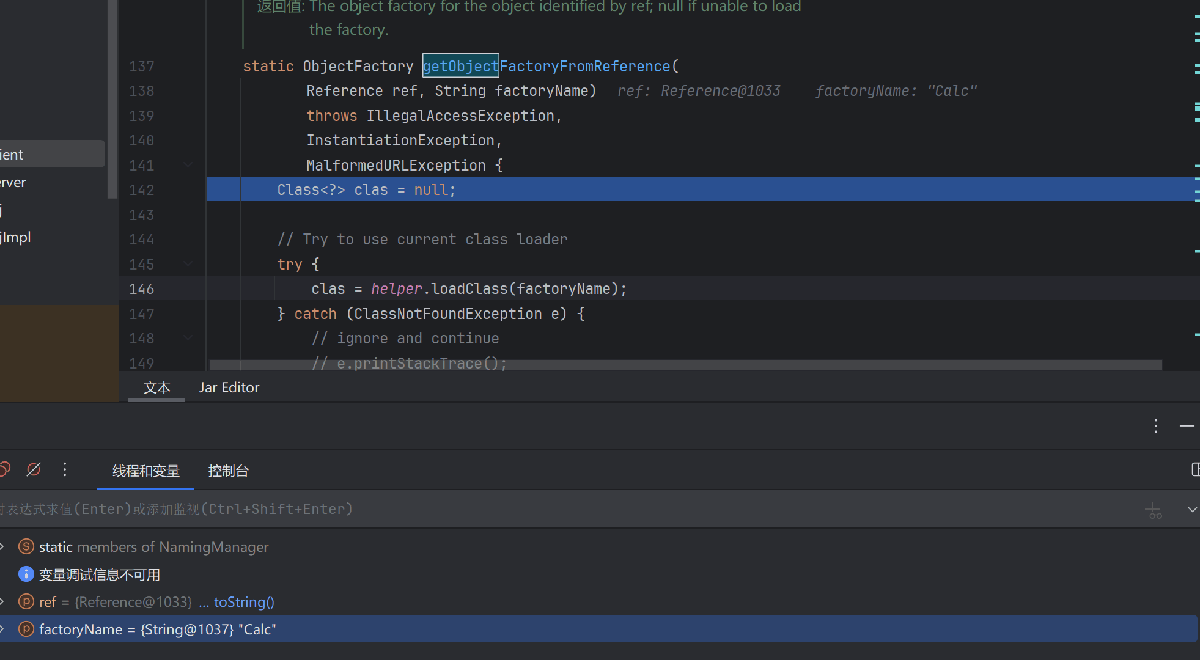 返回值: The object factory for the object identified by ref; null if unable to load
the factory.
137 static ObjectFactory getObjectFactoryFromReference(
138 Reference ref, String factoryName) ref: Reference@1033 factoryName: "Calc"
139 throws IllegalAccessException,
140 InstantiationException,
ient
141 MalformedURLException {
erver
142 Class<?> clas = null;
j
143
jImpl
144 // Try to use current class loader
145 try {
146 clas = helper.loadClass(factoryName);
147 } catch (ClassNotFoundException e) {
148 // ignore and continue
149 // e.printStackTrace();
文本 Jar Editor
线程和变量 控制台
对表达式求值(Enter)或添加监视(Ctrl+Shift+Enter)
static members of NamingManager
变量调试信息不可用
ref = {Reference@1033} ... toString()
factoryName = {String@1037} "Calc"